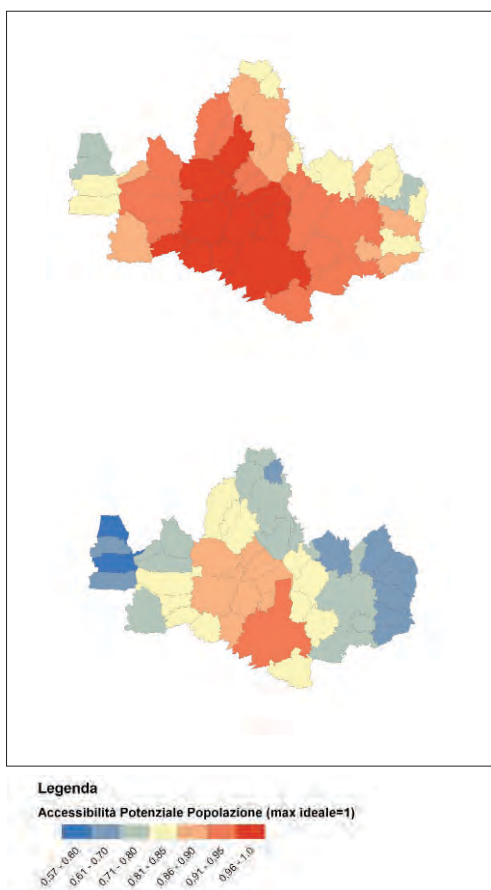 Legenda
Accessibilità Potenziale Popolazione (max ideale=1)
0.57 - 0.60
0.61 - 0.70
0.71 - 0.80
0.81 - 0.85
0.86 - 0.90
0.91 - 0.95
0.96 - 1.0